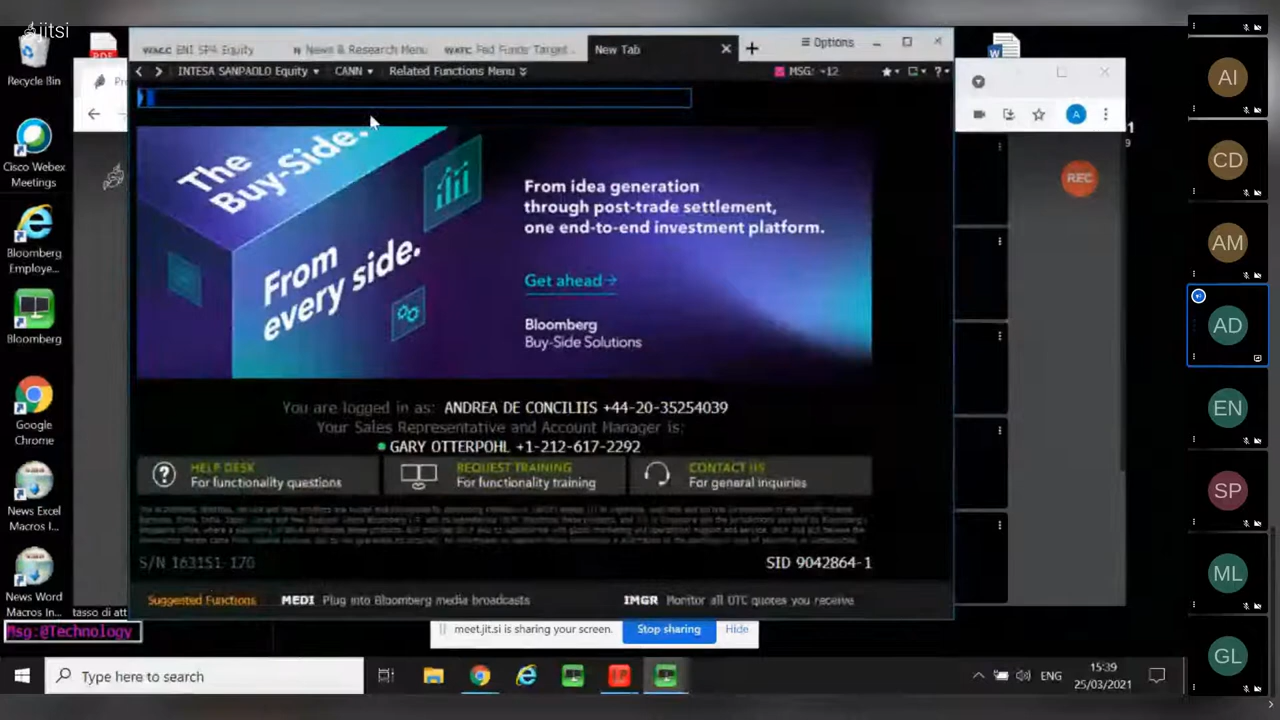 jitsi
Recycle Bin
Cisco Webex
Meetings
Bloomberg
Employe...
Bloomberg
Google
Chrome
News Excel
Macros I...
News Word
Macros In...
tasso di att
Msg:@Technology
PDF
WACC ENI SPA Equity
N News & Research Menu
Fed Funds Target...
New Tab
Options
INTESA SANPAOLO Equity
CANN
Related Functions Menu
MSG: +12
The
Buy-Side.
From
every side.
From idea generation
through post-trade settlement,
one end-to-end investment platform.
Get ahead
Bloomberg
Buy-Side Solutions
You are logged in as: ANDREA DE CONCILIIS +44-20-35254039
Your Sales Representative and Account Manager is:
GARY OTTERPOHL +1-212-617-2292
HELP DESK
For functionality questions
REQUEST TRAINING
For functionality training
CONTACT US
For general inquiries
S/N 163151-170
SID 9042864-1
Suggested Functions
MEDI Plug into Bloomberg media broadcasts
IMGR Monitor all OTC quotes you receive
meet.jit.si is sharing your screen.
Stop sharing
Hide
A
REC
AI
CD
AM
AD
EN
SP
ML
GL
Type here to search
ENG
15:39
25/03/2021